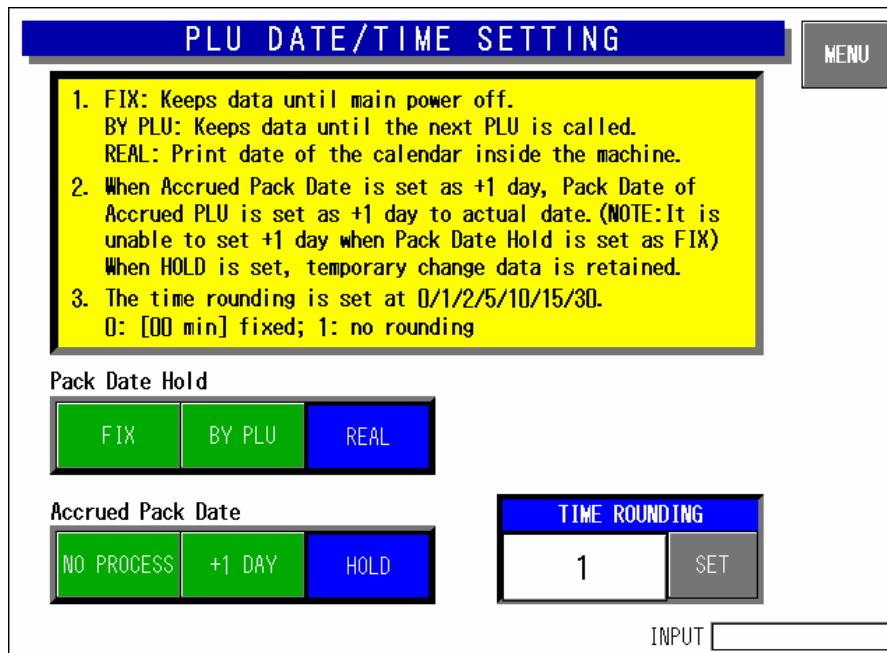 PLU DATE/TIME SETTING
MENU
1. FIX: Keeps data until main power off.
BY PLU: Keeps data until the next PLU is called.
REAL: Print date of the calendar inside the machine.
2. When Accrued Pack Date is set as +1 day, Pack Date of
Accrued PLU is set as +1 day to actual date.(NOTE:It is
unable to set +1 day when Pack Date Hold is set as FIX)
When HOLD is set, temporary change data is retained.
3. The time rounding is set at 0/1/2/5/10/15/30.
0: [00 min] fixed; 1: no rounding
Pack Date Hold
FIX BY PLU REAL
Accrued Pack Date
NO PROCESS +1 DAY HOLD
TIME ROUNDING
1 SET
INPUT